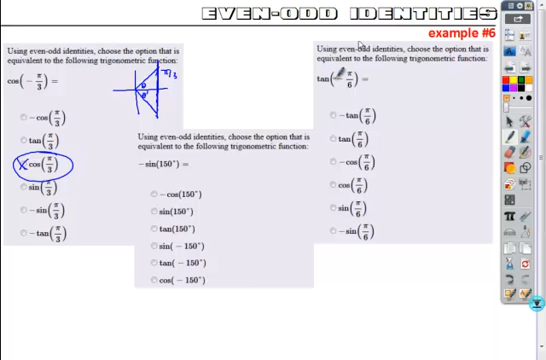 EVEN-ODD IDENTITIES
example #6
Using even-odd identities, choose the option that is
equivalent to the following trigonometric function:
cos(-π/3) =
π/3
θ
θ
-cos(π/3)
tan(π/3)
X cos(π/3)
sin(π/3)
-sin(π/3)
-tan(π/3)
Using even-odd identities, choose the option that is
equivalent to the following trigonometric function:
-sin(150°) =
-cos(150°)
sin(150°)
tan(150°)
sin(-150°)
tan(-150°)
cos(-150°)
Using even-odd identities, choose the option that is
equivalent to the following trigonometric function:
tan(-π/6) =
-tan(π/6)
tan(π/6)
-cos(π/6)
cos(π/6)
sin(π/6)
-sin(π/6)